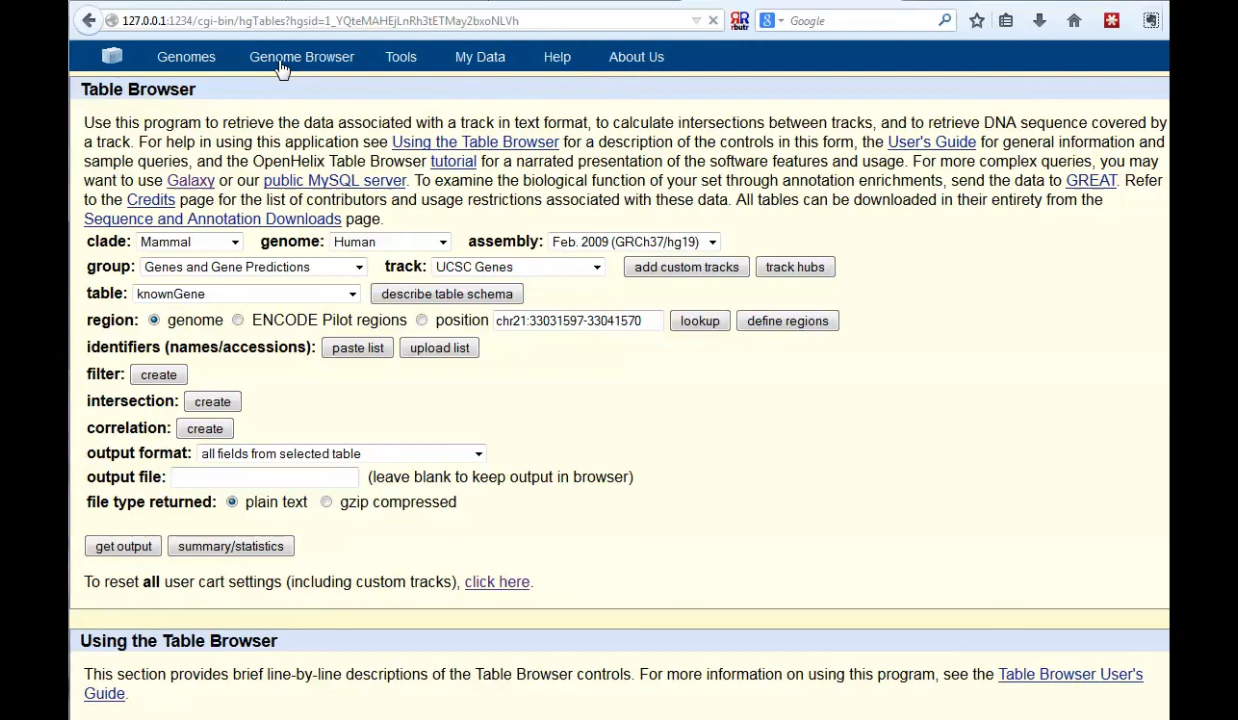 127.0.0.1:1234/cgi-bin/hgTables?hgsid=1_YQteMAHEjLnRh3tETMay2bxoNLVh
RR rbutr
8
Google
Genomes Genome Browser Tools My Data Help About Us
Table Browser
Use this program to retrieve the data associated with a track in text format, to calculate intersections between tracks, and to retrieve DNA sequence covered by
a track. For help in using this application see Using the Table Browser for a description of the controls in this form, the User's Guide for general information and
sample queries, and the OpenHelix Table Browser tutorial for a narrated presentation of the software features and usage. For more complex queries, you may
want to use Galaxy or our public MySQL server. To examine the biological function of your set through annotation enrichments, send the data to GREAT. Refer
to the Credits page for the list of contributors and usage restrictions associated with these data. All tables can be downloaded in their entirety from the
Sequence and Annotation Downloads page.
clade: Mammal genome: Human assembly: Feb. 2009 (GRCh37/hg19)
group: Genes and Gene Predictions track: UCSC Genes add custom tracks track hubs
table: knownGene describe table schema
region: genome ENCODE Pilot regions position chr21:33031597-33041570 lookup define regions
identifiers (names/accessions): paste list upload list
filter: create
intersection: create
correlation: create
output format: all fields from selected table
output file: (leave blank to keep output in browser)
file type returned: plain text gzip compressed
get output summary/statistics
To reset all user cart settings (including custom tracks), click here.
Using the Table Browser
This section provides brief line-by-line descriptions of the Table Browser controls. For more information on using this program, see the Table Browser User's
Guide.